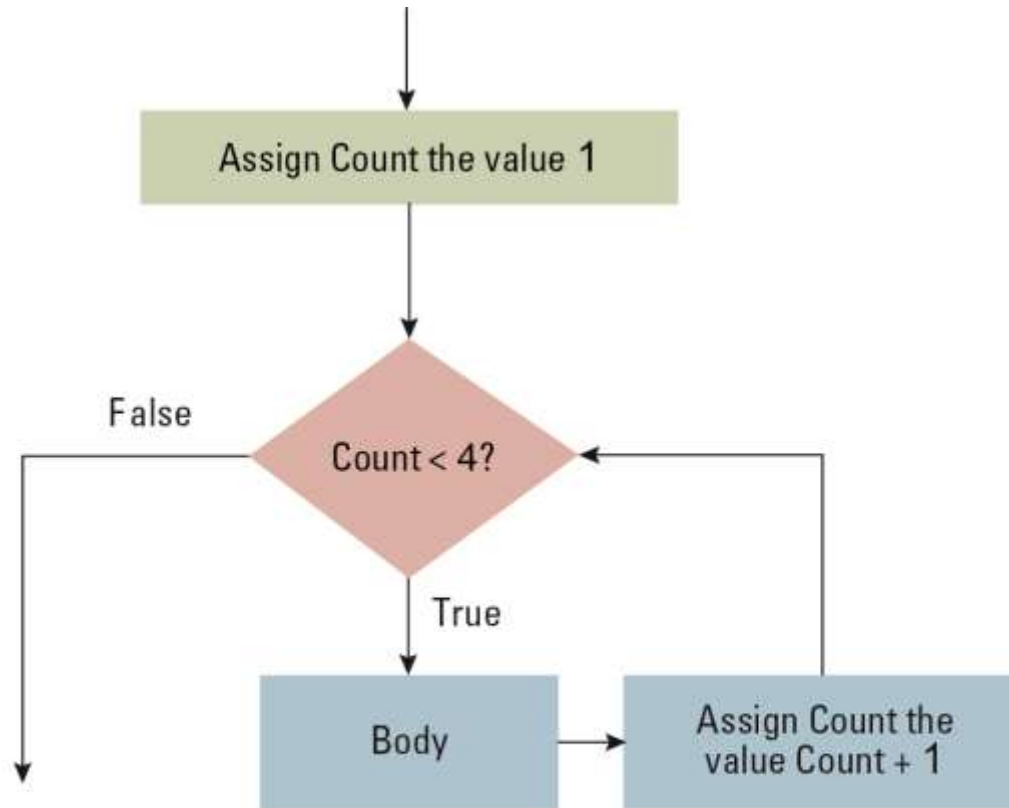 Assign Count the value 1
False
Count < 4?
True
Body
Assign Count the
value Count + 1